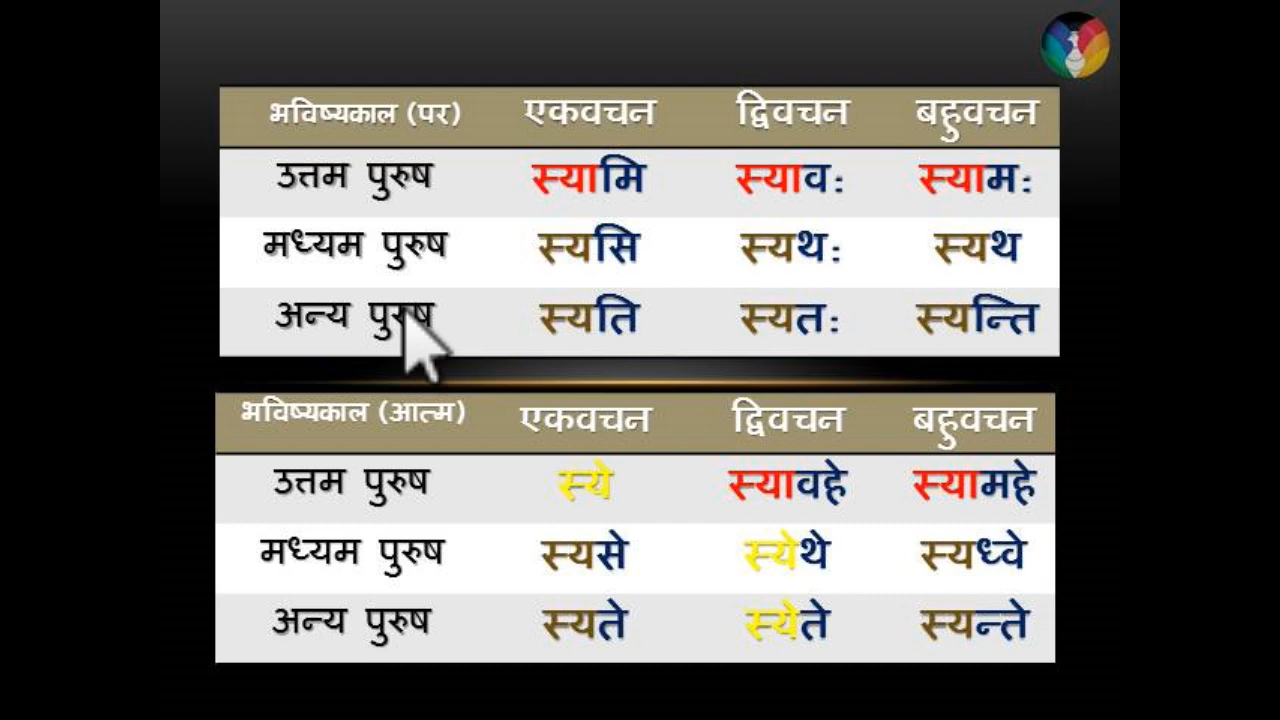 भविष्यकाल (पर) एकवचन द्विवचन बहुवचन
उत्तम पुरुष स्यामि स्याव: स्याम:
मध्यम पुरुष स्यसि स्यथ: स्यथ
अन्य पुरुष स्यति स्यत: स्यन्ति
भविष्यकाल (आत्म) एकवचन द्विवचन बहुवचन
उत्तम पुरुष स्ये स्यावहे स्यामहे
मध्यम पुरुष स्यसे स्येथे स्यध्वे
अन्य पुरुष स्यते स्येते स्यन्ते